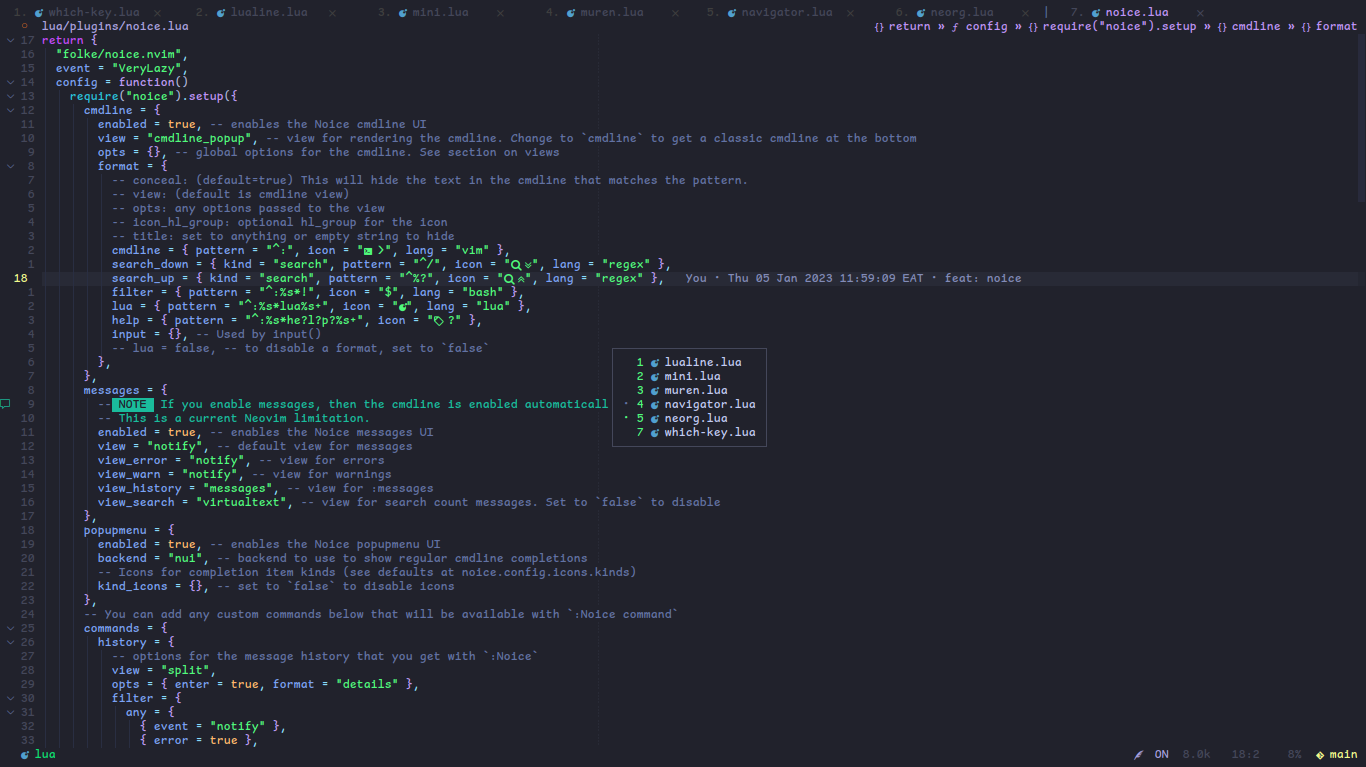 1. which-key.lua × 2. lualine.lua × 3. mini.lua × 4. muren.lua × 5. navigator.lua × 6. neorg.lua × | 7. noice.lua ×
lua/plugins/noice.lua {} return » ƒ config » {} require("noice").setup » {} cmdline » {} format
17 return {
16 "folke/noice.nvim",
15 event = "VeryLazy",
14 config = function()
13 require("noice").setup({
12 cmdline = {
11 enabled = true, -- enables the Noice cmdline UI
10 view = "cmdline_popup", -- view for rendering the cmdline. Change to `cmdline` to get a classic cmdline at the bottom
9 opts = {}, -- global options for the cmdline. See section on views
8 format = {
7 -- conceal: (default=true) This will hide the text in the cmdline that matches the pattern.
6 -- view: (default is cmdline view)
5 -- opts: any options passed to the view
4 -- icon_hl_group: optional hl_group for the icon
3 -- title: set to anything or empty string to hide
2 cmdline = { pattern = "^:", icon = "", lang = "vim" },
1 search_down = { kind = "search", pattern = "^/", icon = " ", lang = "regex" },
18 search_up = { kind = "search", pattern = "^%?", icon = " ", lang = "regex" }, You · Thu 05 Jan 2023 11:59:09 EAT · feat: noice
1 filter = { pattern = "^:%s*!", icon = "$", lang = "bash" },
2 lua = { pattern = "^:%s*lua%s+", icon = "", lang = "lua" },
3 help = { pattern = "^:%s*he?l?p?%s+", icon = "?" },
4 input = {}, -- Used by input()
5 -- lua = false, -- to disable a format, set to `false`
6 },
7 },
8 messages = {
9 -- NOTE If you enable messages, then the cmdline is enabled automaticall
10 -- This is a current Neovim limitation.
11 enabled = true, -- enables the Noice messages UI
12 view = "notify", -- default view for messages
13 view_error = "notify", -- view for errors
14 view_warn = "notify", -- view for warnings
15 view_history = "messages", -- view for :messages
16 view_search = "virtualtext", -- view for search count messages. Set to `false` to disable
17 },
18 popupmenu = {
19 enabled = true, -- enables the Noice popupmenu UI
20 backend = "nui", -- backend to use to show regular cmdline completions
21 -- Icons for completion item kinds (see defaults at noice.config.icons.kinds)
22 kind_icons = {}, -- set to `false` to disable icons
23 },
24 -- You can add any custom commands below that will be available with `:Noice command`
25 commands = {
26 history = {
27 -- options for the message history that you get with `:Noice`
28 view = "split",
29 opts = { enter = true, format = "details" },
30 filter = {
31 any = {
32 { event = "notify" },
33 { error = true },
1 lualine.lua
2 mini.lua
3 muren.lua
· 4 navigator.lua
· 5 neorg.lua
7 which-key.lua
lua ON 8.0k 18:2 8% main